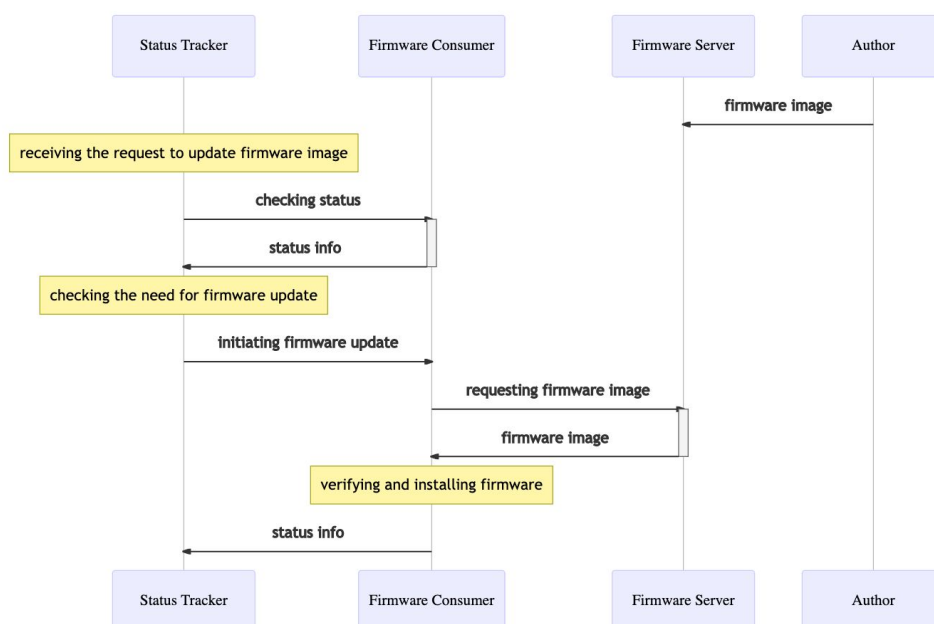 Status Tracker
Firmware Consumer
Firmware Server
Author
firmware image
receiving the request to update firmware image
checking status
status info
checking the need for firmware update
initiating firmware update
requesting firmware image
firmware image
verifying and installing firmware
status info
Status Tracker
Firmware Consumer
Firmware Server
Author